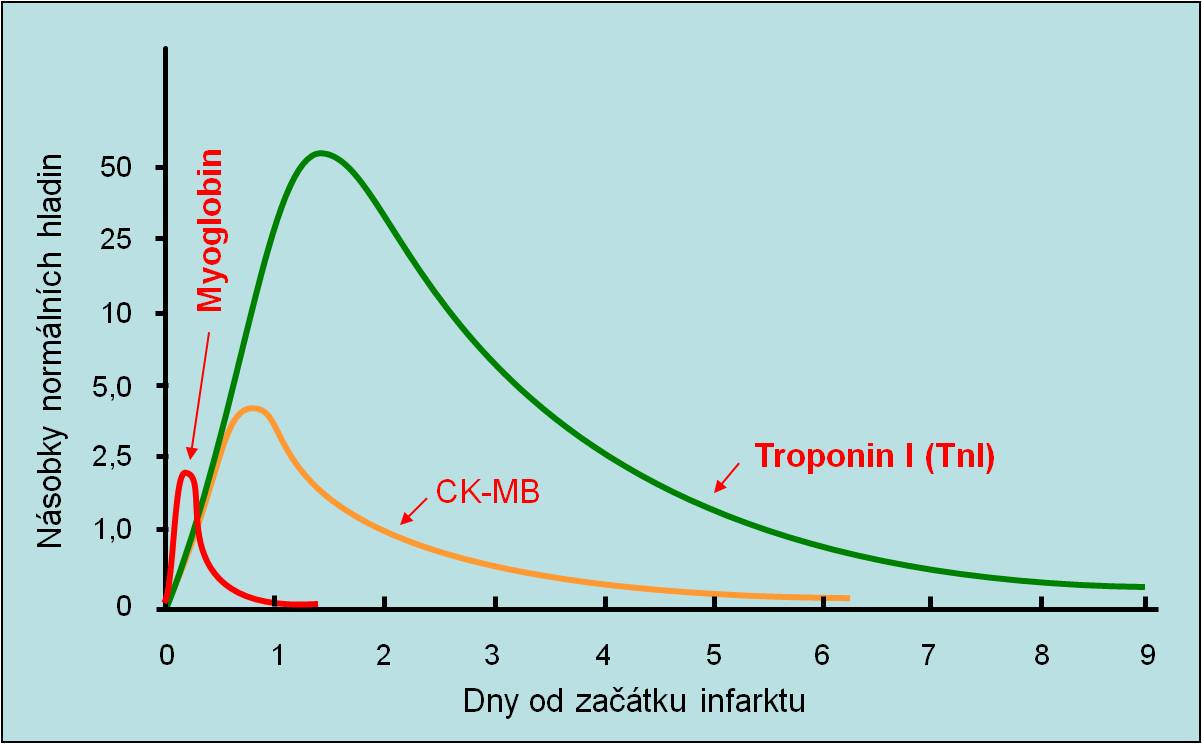 Násobky normálních hladin
50
25
10
5,0
2,5
1,0
0
Myoglobin
CK-MB
Troponin I (TnI)
0 1 2 3 4 5 6 7 8 9
Dny od začátku infarktu